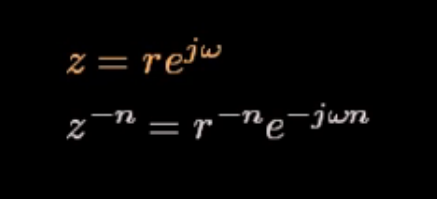 z = re^{jω}
z^{-n} = r^{-n}e^{-jωn}